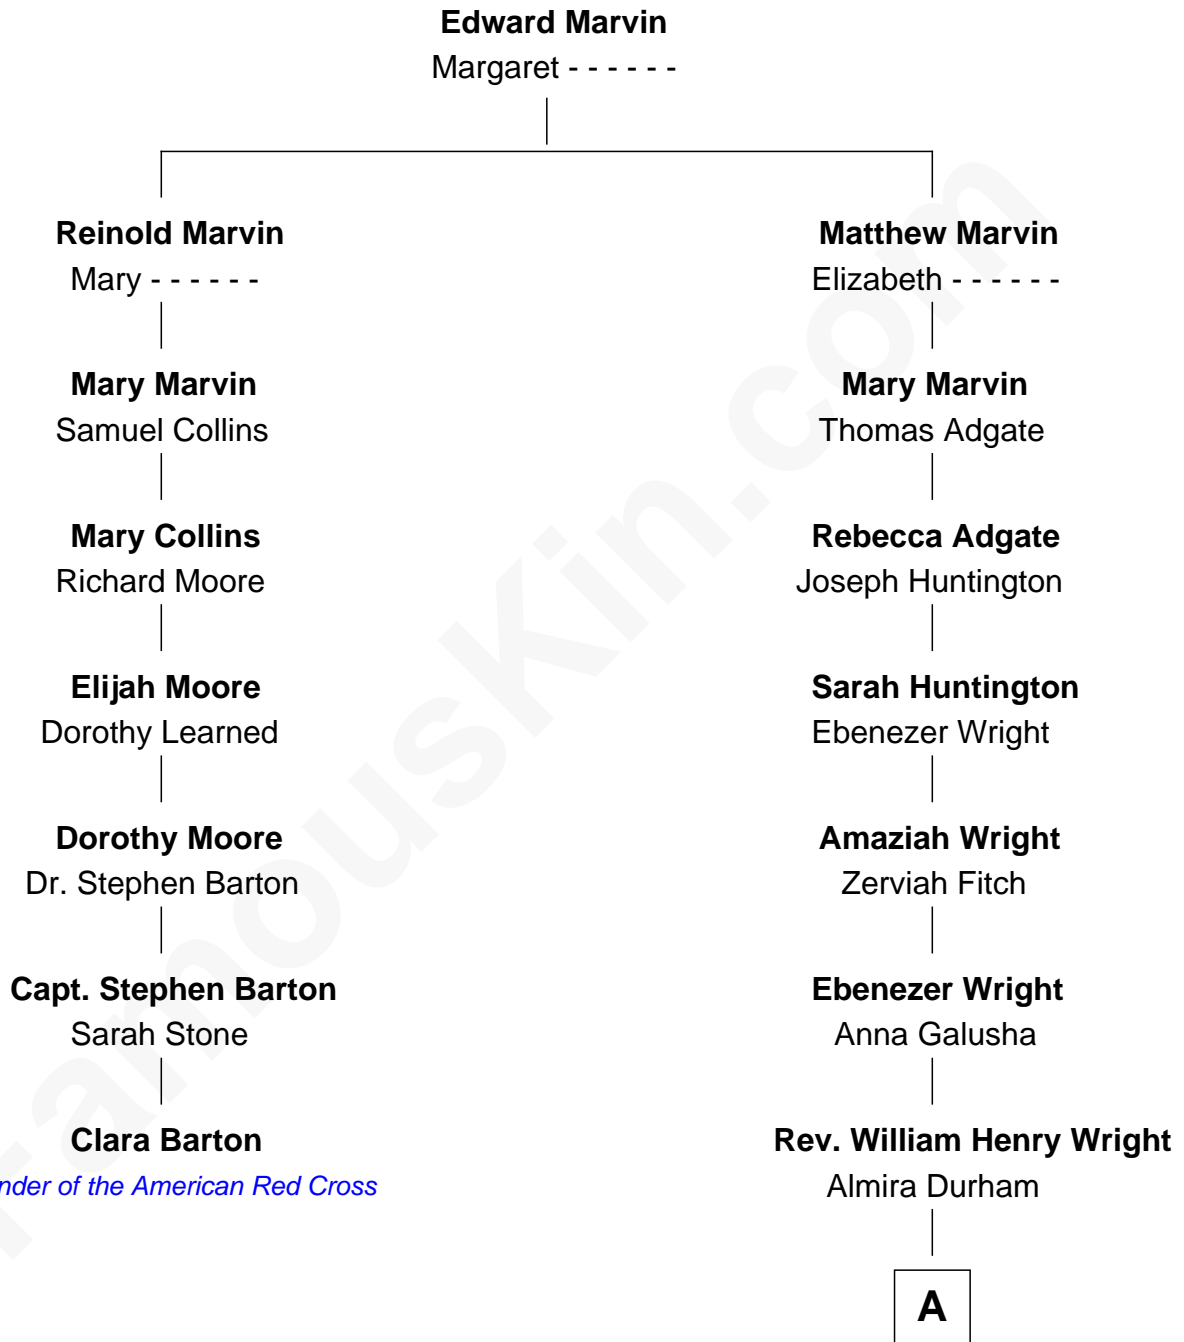 Edward Marvin
Margaret - - - - - -
Reinold Marvin
Mary - - - - - -
Mary Marvin
Samuel Collins
Mary Collins
Richard Moore
Elijah Moore
Dorothy Learned
Dorothy Moore
Dr. Stephen Barton
Capt. Stephen Barton
Sarah Stone
Clara Barton
nder of the American Red Cross
Matthew Marvin
Elizabeth - - - - - -
Mary Marvin
Thomas Adgate
Rebecca Adgate
Joseph Huntington
Sarah Huntington
Ebenezer Wright
Amaziah Wright
Zerviah Fitch
Ebenezer Wright
Anna Galusha
Rev. William Henry Wright
Almira Durham
A
FamousKin.com